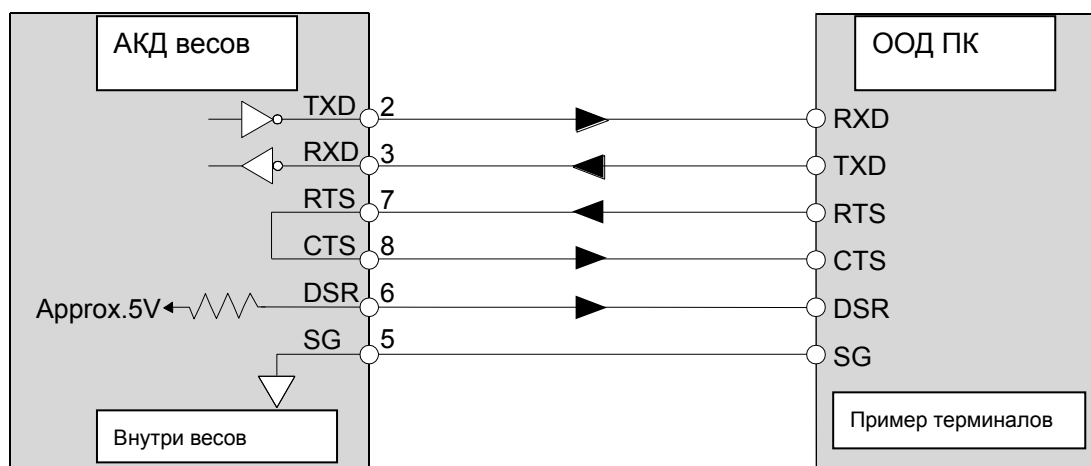 АКД весов
ООД ПК
TXD 2 RXD
RXD 3 TXD
RTS 7 RTS
CTS 8 CTS
Approx.5V DSR 6 DSR
SG 5 SG
Внутри весов
Пример терминалов